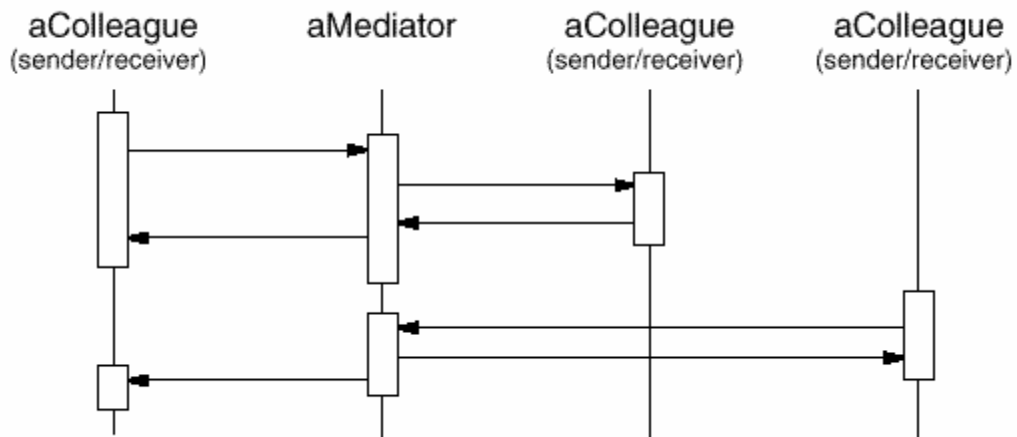 aColleague
(sender/receiver)
aMediator
aColleague
(sender/receiver)
aColleague
(sender/receiver)